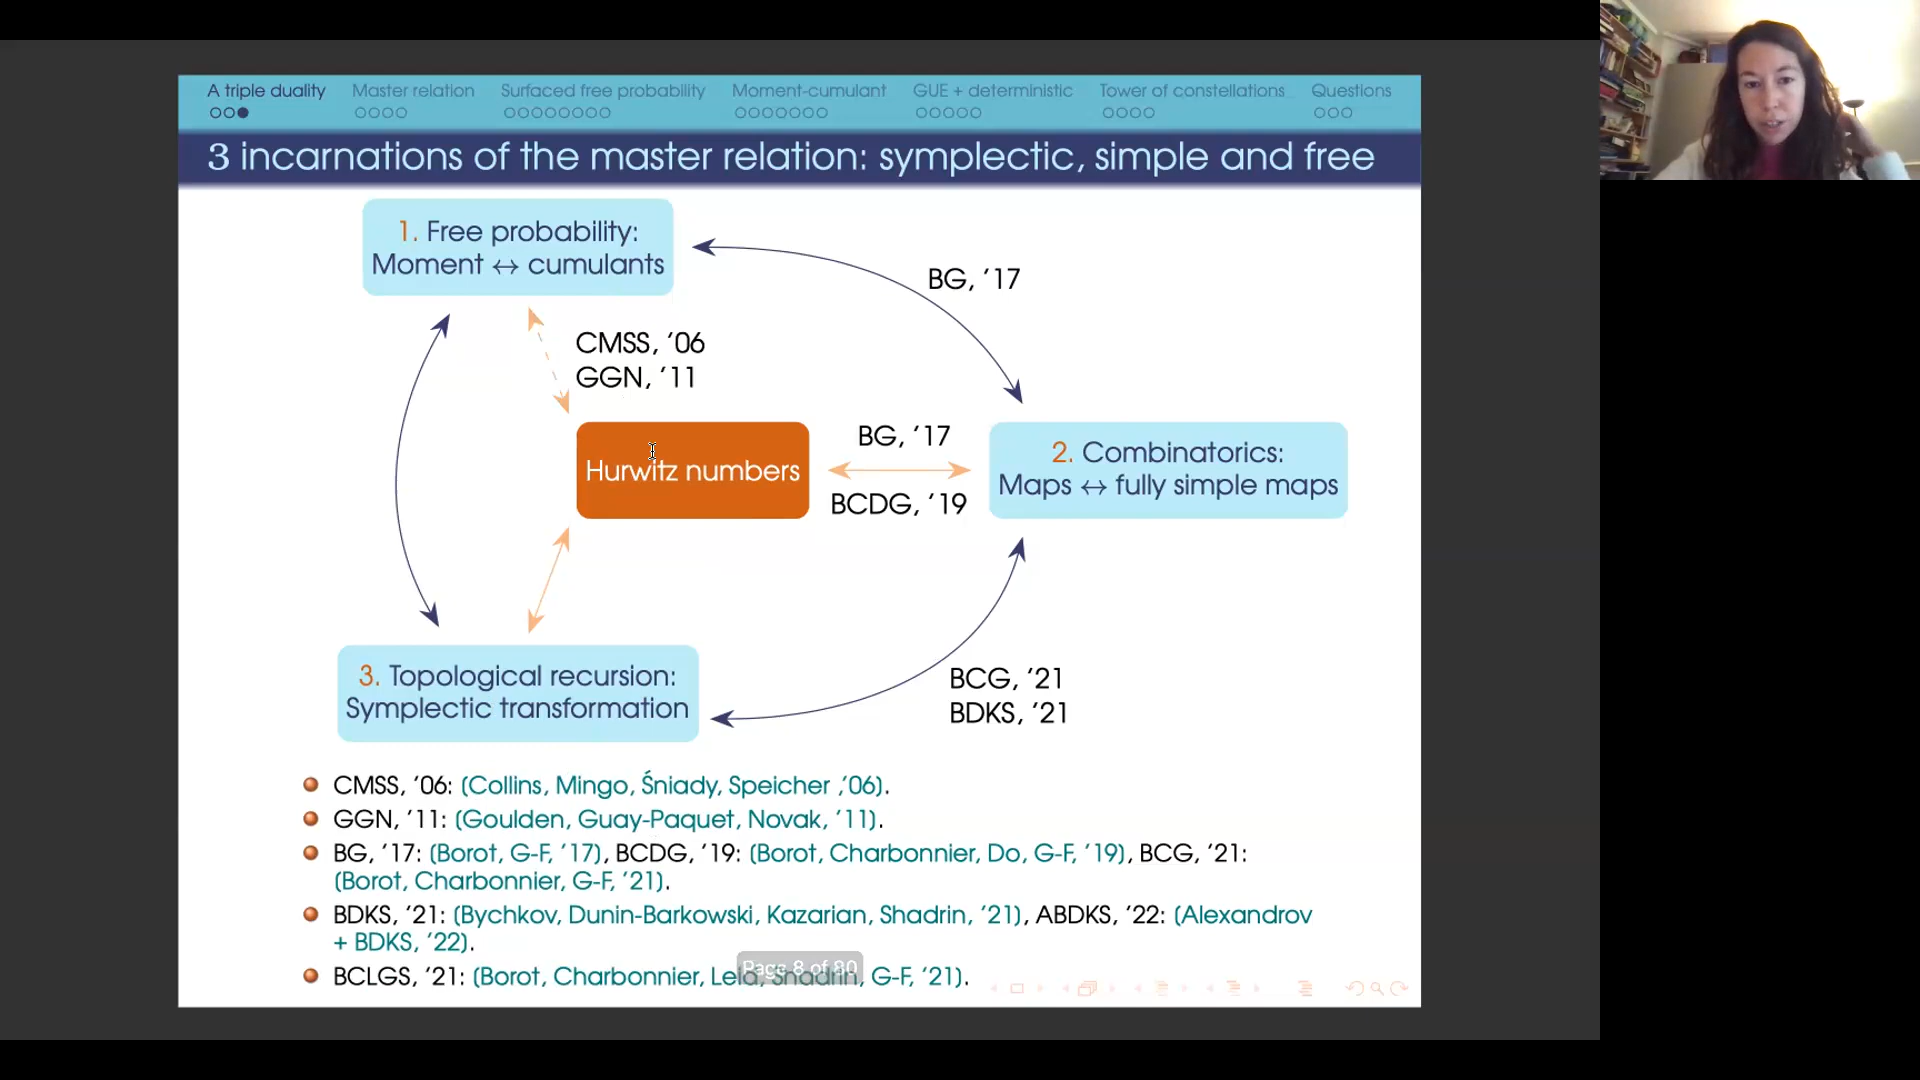 A triple duality Master relation Surfaced free probability Moment-cumulant GUE + deterministic Tower of constellations Questions
3 incarnations of the master relation: symplectic, simple and free
1. Free probability:
Moment ↔ cumulants
BG, ’17
CMSS, ’06
GGN, ’11
Hurwitz numbers
BG, ’17
BCDG, ’19
2. Combinatorics:
Maps ↔ fully simple maps
3. Topological recursion:
Symplectic transformation
BCG, ’21
BDKS, ’21
CMSS, ’06: (Collins, Mingo, Śniady, Speicher ,’06).
GGN, ’11: (Goulden, Guay-Paquet, Novak, ’11).
BG, ’17: (Borot, G-F, ’17), BCDG, ’19: (Borot, Charbonnier, Do, G-F, ’19), BCG, ’21:
(Borot, Charbonnier, G-F, ’21).
BDKS, ’21: (Bychkov, Dunin-Barkowski, Kazarian, Shadrin, ’21), ABDKS, ’22: (Alexandrov
+ BDKS, ’22).
BCLGS, ’21: (Borot, Charbonnier, Shadrin, G-F, ’21).
Page 8 of 80